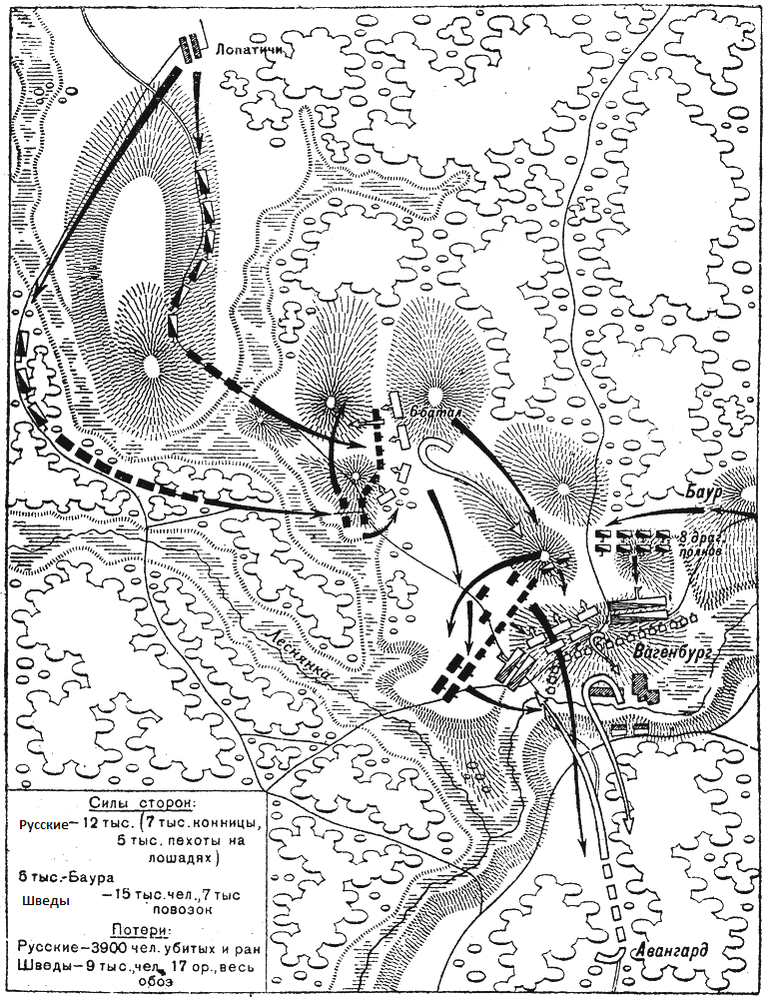 Лопатичи
6 батал.
Баур
8 драг.
полков
Леснянка
Вагенбург
Авангард
Силы сторон:
Русские—12 тыс. (7 тыс. конницы,
5 тыс. пехоты на
лошадях)
6 тыс.-Баура
Шведы —15 тыс. чел., 7 тыс
повозок
Потери:
Русские—3900 чел. убитых и ран
Шведы—9 тыс., чел, 17 ор., весь
обоз